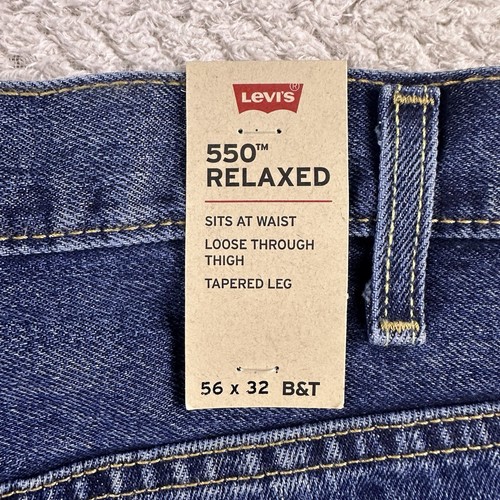 LEVI'S®
550™
RELAXED
SITS AT WAIST
LOOSE THROUGH
THIGH
TAPERED LEG
56 x 32 B&T